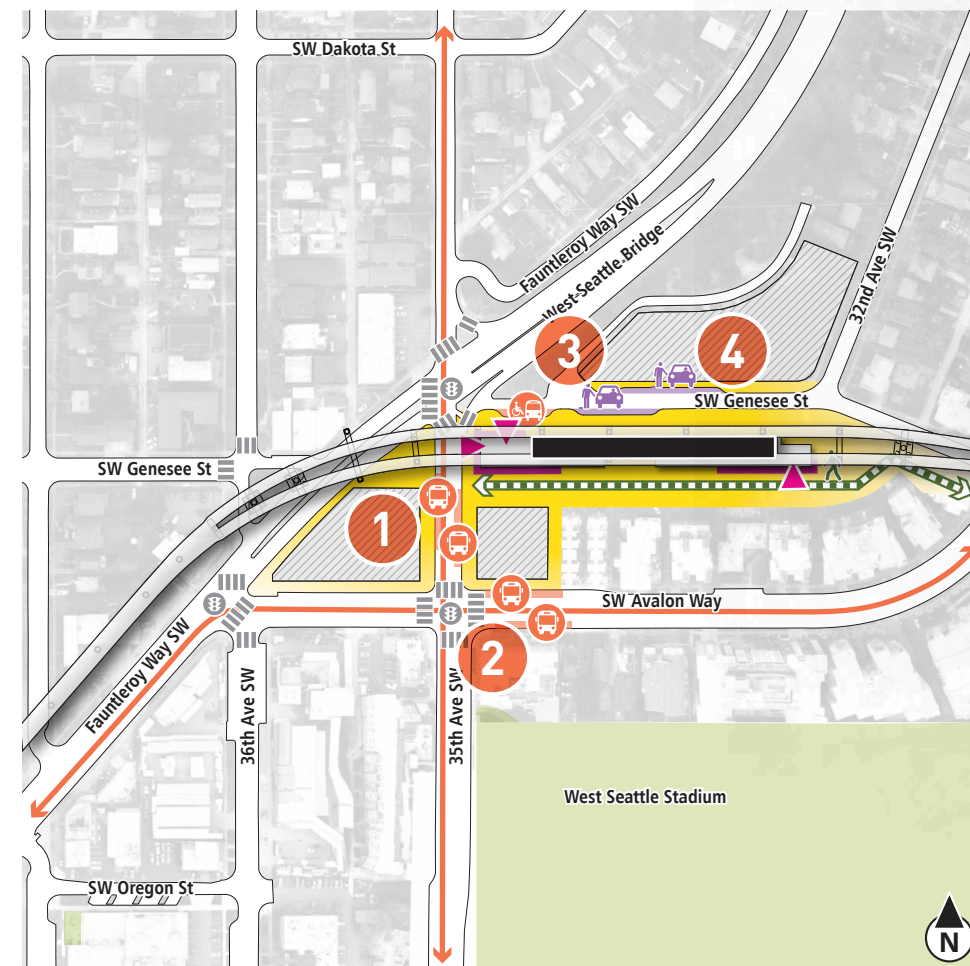 SW Dakota St
Fauntleroy Way SW
West Seattle Bridge
32nd Ave SW
3
4
SW Genesee St
SW Genesee St
1
SW Avalon Way
2
Fauntleroy Way SW
36th Ave SW
35th Ave SW
West Seattle Stadium
SW Oregon St
N